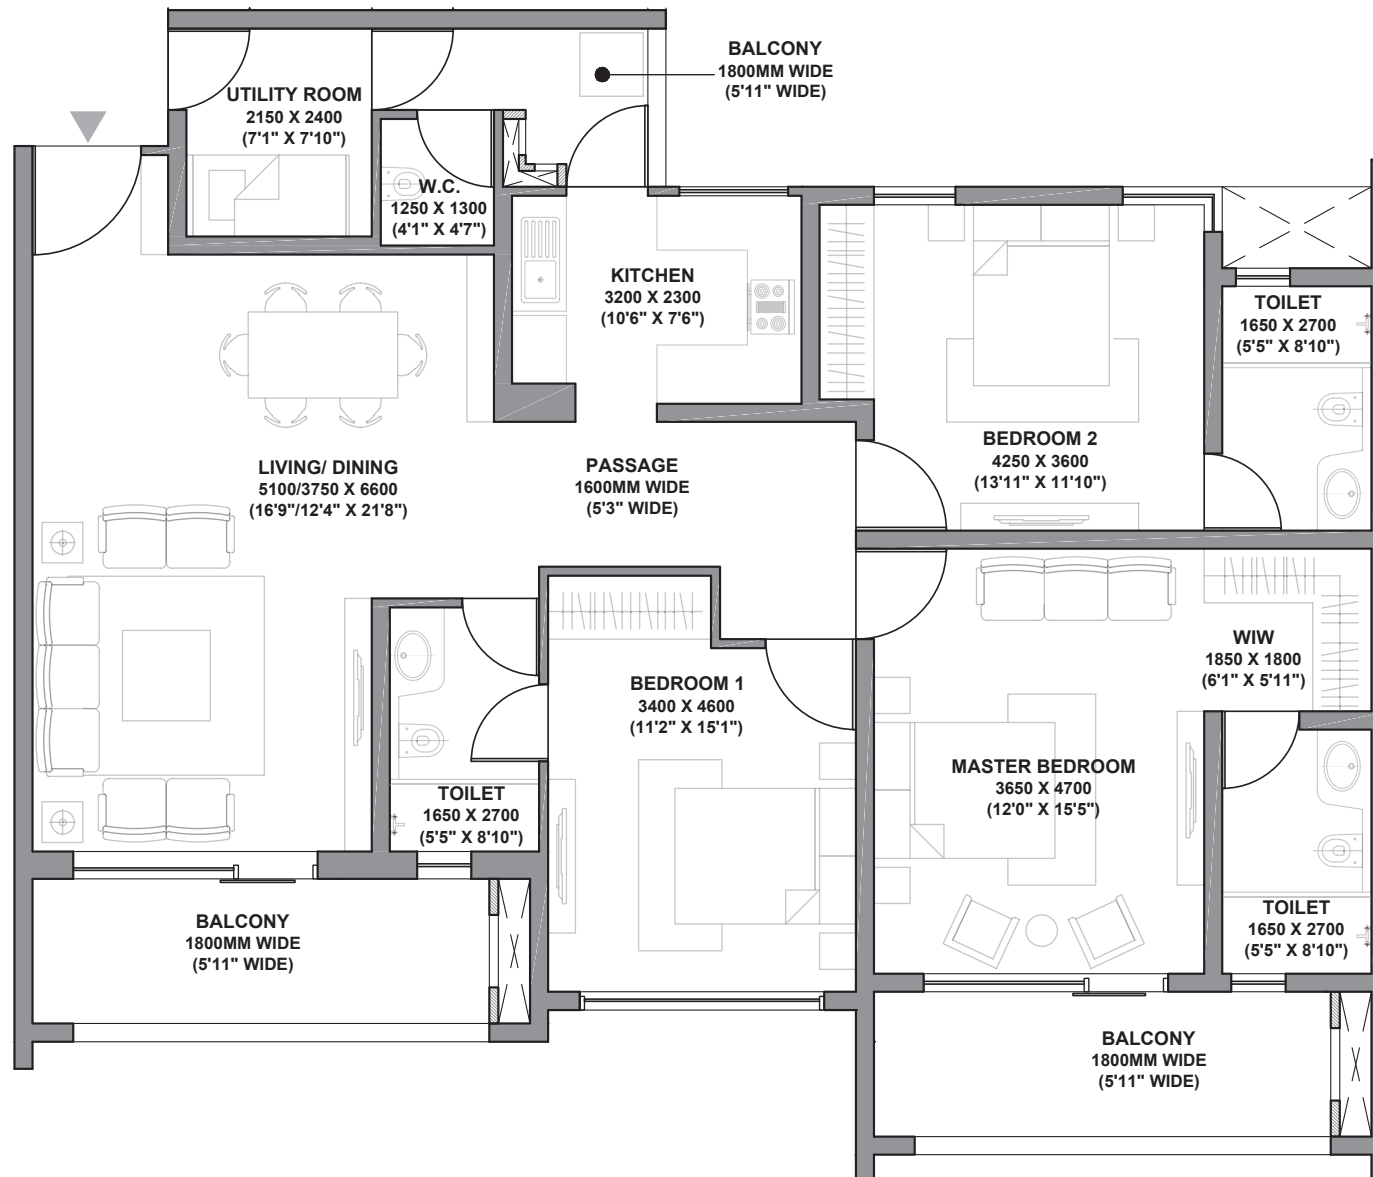 BALCONY
1800MM WIDE
(5'11" WIDE)
UTILITY ROOM
2150 X 2400
(7'1" X 7'10")
W.C.
1250 X 1300
(4'1" X 4'7")
KITCHEN
3200 X 2300
(10'6" X 7'6")
TOILET
1650 X 2700
(5'5" X 8'10")
LIVING/ DINING
5100/3750 X 6600
(16'9"/12'4" X 21'8")
PASSAGE
1600MM WIDE
(5'3" WIDE)
BEDROOM 2
4250 X 3600
(13'11" X 11'10")
WIW
1850 X 1800
(6'1" X 5'11")
BEDROOM 1
3400 X 4600
(11'2" X 15'1")
MASTER BEDROOM
3650 X 4700
(12'0" X 15'5")
TOILET
1650 X 2700
(5'5" X 8'10")
BALCONY
1800MM WIDE
(5'11" WIDE)
TOILET
1650 X 2700
(5'5" X 8'10")
BALCONY
1800MM WIDE
(5'11" WIDE)